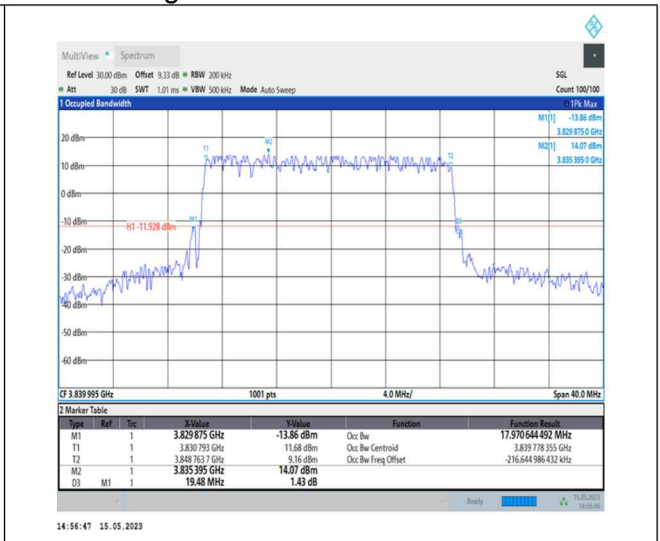 MultiView Spectrum
Ref Level 30.00 dBm Offset 9.33 dB RBW 200 kHz SGL
Att 30 dB SWT 1.01 ms VBW 500 kHz Mode Auto Sweep Count 100/100
1 Occupied Bandwidth 1Pk Max
M1[1] -13.86 dBm
3.829 875 0 GHz
M2[1] 14.07 dBm
3.835 395 0 GHz
20 dBm
T1
M2
T2
10 dBm
0 dBm
-10 dBm
H1 -11.928 dBm
M1
D3
-20 dBm
-30 dBm
-40 dBm
-50 dBm
-60 dBm
CF 3.839 995 GHz 1001 pts 4.0 MHz/ Span 40.0 MHz
2 Marker Table
Type Ref Trc X-Value Y-Value Function Function Result
M1 1 3.829 875 GHz -13.86 dBm Occ Bw 17.970 644 492 MHz
T1 1 3.830 793 GHz 11.68 dBm Occ Bw Centroid 3.839 778 355 GHz
T2 1 3.848 763 7 GHz 9.16 dBm Occ Bw Freq Offset -216.644 986 432 kHz
M2 1 3.835 395 GHz 14.07 dBm
D3 M1 1 19.48 MHz 1.43 dB
Ready 15.05.2023
14:56:46
14:56:47 15.05.2023